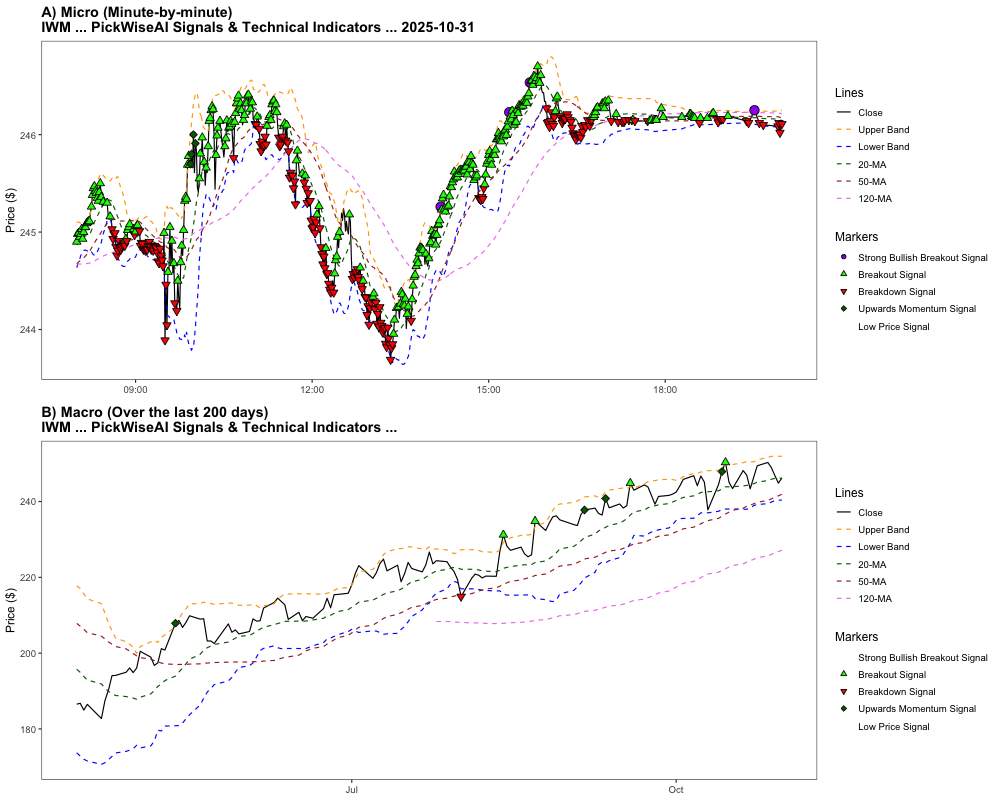 A) Micro (Minute-by-minute)
IWM ... PickWiseAI Signals & Technical Indicators ... 2025-10-31
Price ($)
246
245
244
09:00
12:00
15:00
18:00
Lines
Close
Upper Band
Lower Band
20-MA
50-MA
120-MA
Markers
Strong Bullish Breakout Signal
Breakout Signal
Breakdown Signal
Upwards Momentum Signal
Low Price Signal
B) Macro (Over the last 200 days)
IWM ... PickWiseAI Signals & Technical Indicators ...
Price ($)
240
220
200
180
Jul
Oct
Lines
Close
Upper Band
Lower Band
20-MA
50-MA
120-MA
Markers
Strong Bullish Breakout Signal
Breakout Signal
Breakdown Signal
Upwards Momentum Signal
Low Price Signal